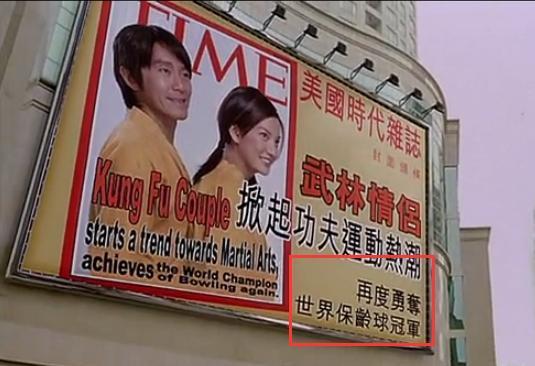 TIME
美國時代雜誌
封面頭條
武林情侶
Kung Fu Couple
掀起功夫運動熱潮
starts a trend towards Martial Arts,
achieves the World Champion
of Bowling again.
再度勇奪
世界保齡球冠軍